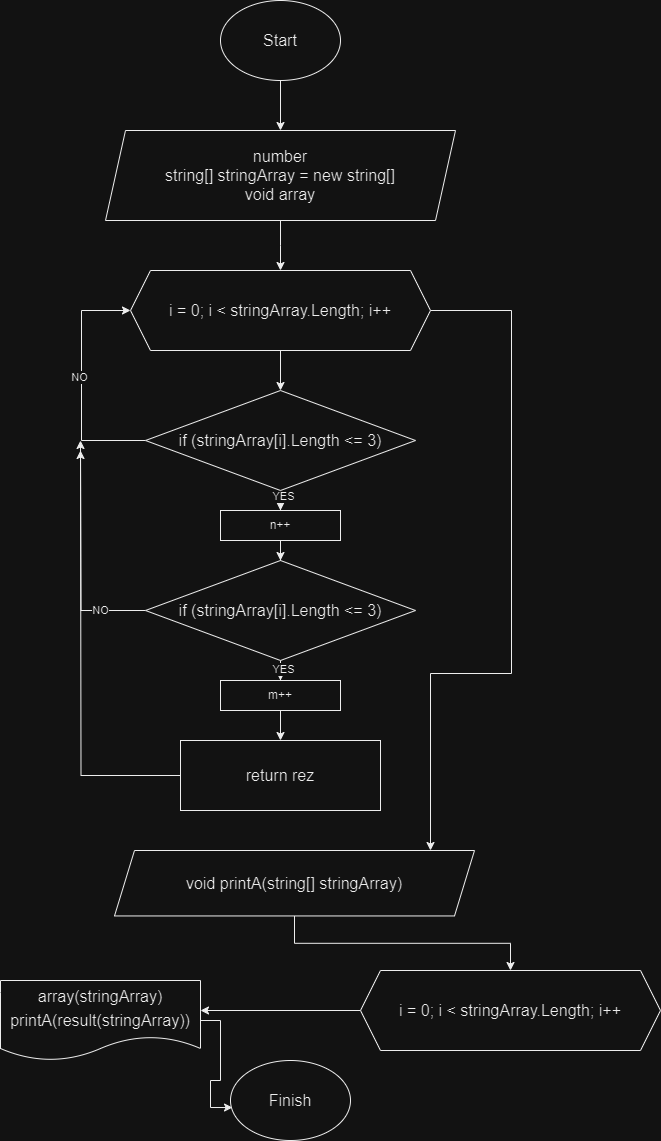 Start
number
string[] stringArray = new string[]
void array
i = 0; i < stringArray.Length; i++
NO
if (stringArray[i].Length <= 3)
YES
n++
if (stringArray[i].Length <= 3)
NO
YES
m++
return rez
void printA(string[] stringArray)
i = 0; i < stringArray.Length; i++
array(stringArray)
printA(result(stringArray))
Finish